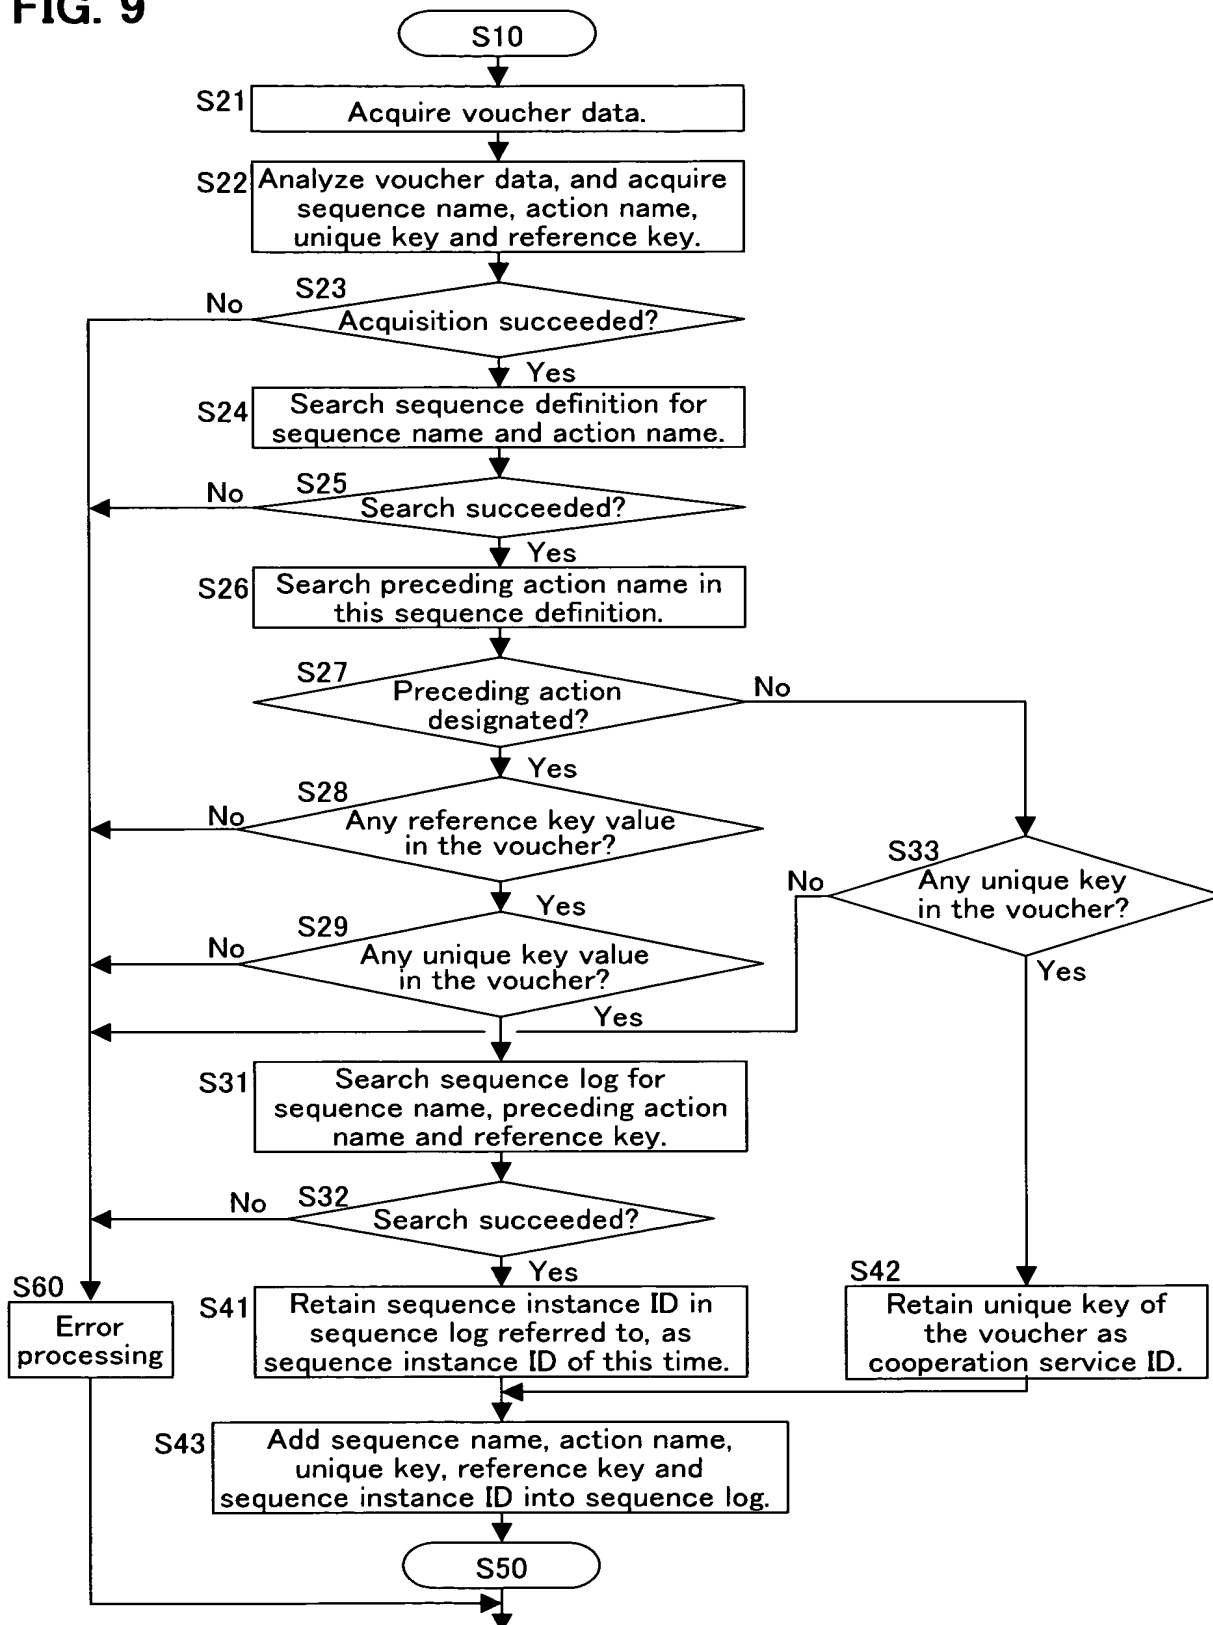 FIG. 9
S10
S21
Acquire voucher data.
S22
Analyze voucher data, and acquire
sequence name, action name,
unique key and reference key.
S23
No
Acquisition succeeded?
Yes
S24
Search sequence definition for
sequence name and action name.
S25
No
Search succeeded?
Yes
S26
Search preceding action name in
this sequence definition.
S27
Preceding action
designated?
No
Yes
S28
No
Any reference key value
in the voucher?
Yes
S33
No
Any unique key
in the voucher?
Yes
S29
No
Any unique key value
in the voucher?
Yes
S31
Search sequence log for
sequence name, preceding action
name and reference key.
S32
No
Search succeeded?
Yes
S60
Error
processing
S41
Retain sequence instance ID in
sequence log referred to, as
sequence instance ID of this time.
S42
Retain unique key of
the voucher as
cooperation service ID.
S43
Add sequence name, action name,
unique key, reference key and
sequence instance ID into sequence log.
S50